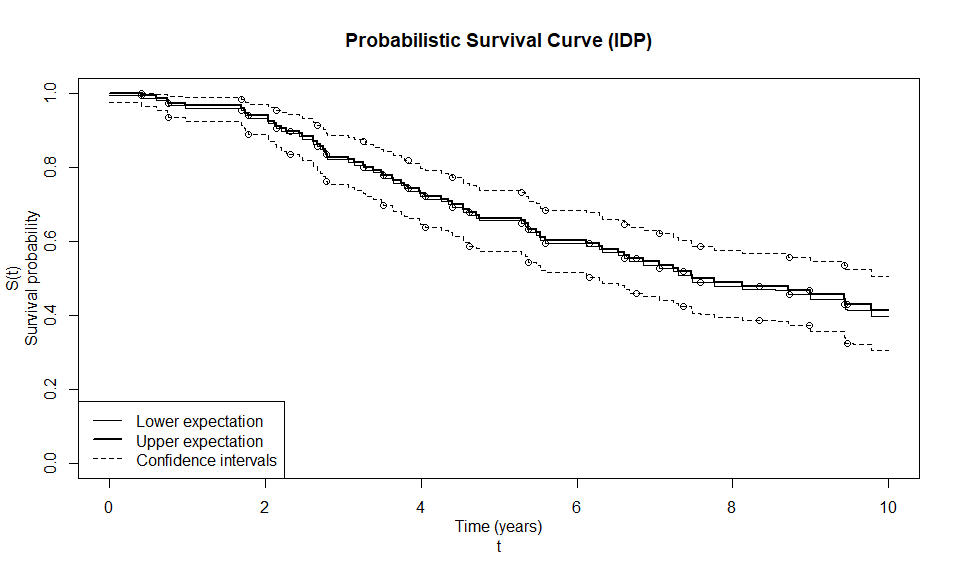 Probabilistic Survival Curve (IDP)
S(t)
Survival probability
1.0
0.8
0.6
0.4
0.2
0.0
Lower expectation
Upper expectation
Confidence intervals
0 2 4 6 8 10
Time (years)
t